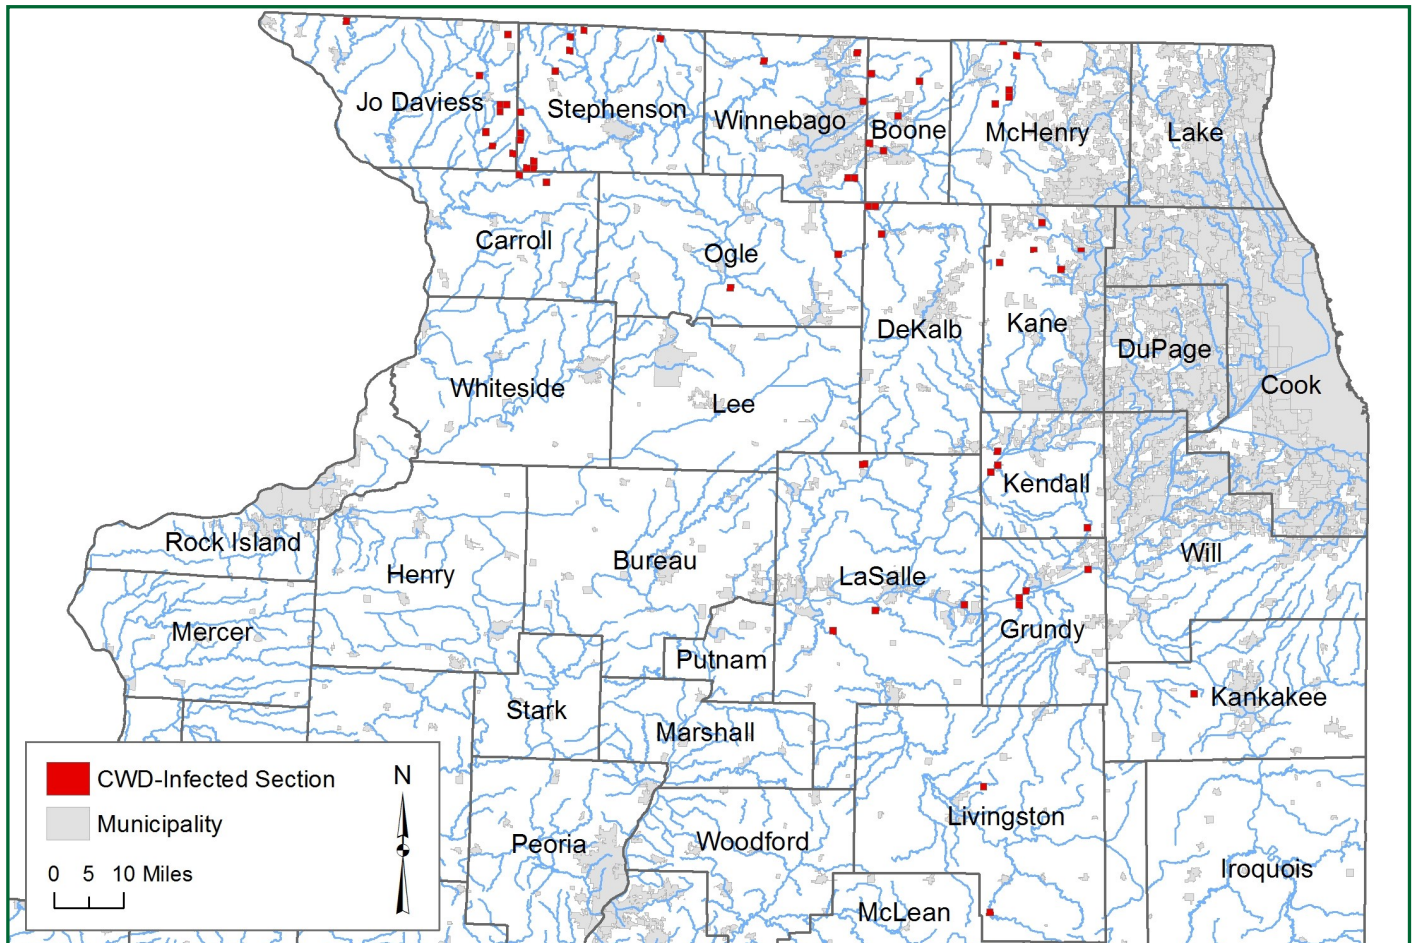 Jo Daviess
Stephenson
Winnebago
Boone
McHenry
Lake
Carroll
Ogle
DeKalb
Kane
DuPage
Cook
Whiteside
Lee
Kendall
Rock Island
Henry
Bureau
LaSalle
Will
Mercer
Putnam
Grundy
Stark
Marshall
Kankakee
Peoria
Woodford
Livingston
Iroquois
McLean
CWD-Infected Section
Municipality
0 5 10 Miles
N